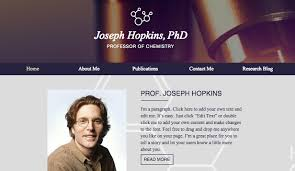 Joseph Hopkins, PhD
PROFESSOR OF CHEMISTRY
Home About Me Publications Contact Me Research Blog
PROF. JOSEPH HOPKINS
I'm a paragraph. Click here to add your own text and
edit me. It's easy. Just click "Edit Text" or double
click me to add your own content and make changes
to the font. Feel free to drag and drop me anywhere
you like on your page. I'm a great place for you to
tell a story and let your users know a little more
about you.
READ MORE